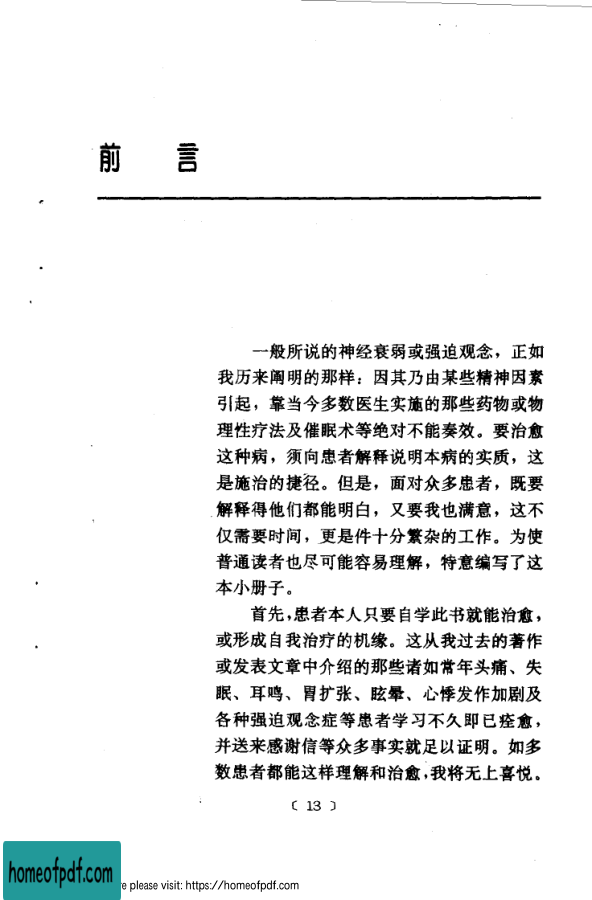 前 言
一般所说的神经衰弱或强迫观念，正如
我历来阐明的那样：因其乃由某些精神因素
引起，靠当今多数医生实施的那些药物或物
理性疗法及催眠术等绝对不能奏效。要治愈
这种病，须向患者解释说明本病的实质，这
是施治的捷径。但是，面对众多患者，既要
解释得他们都能明白，又要我也满意，这不
仅需要时间，更是件十分繁杂的工作。为使
普通读者也尽可能容易理解，特意编写了这
本小册子。
首先，患者本人只要自学此书就能治愈，
或形成自我治疗的机缘。这从我过去的著作
或发表文章中介绍的那些诸如常年头痛、失
眠、耳鸣、胃扩张、眩晕、心悸发作加剧及
各种强迫观念症等患者学习不久即已痊愈，
并送来感谢信等众多事实就足以证明。如多
数患者都能这样理解和治愈，我将无上喜悦。
〔 13 〕
homeofpdf.com
e please visit: https://homeofpdf.com